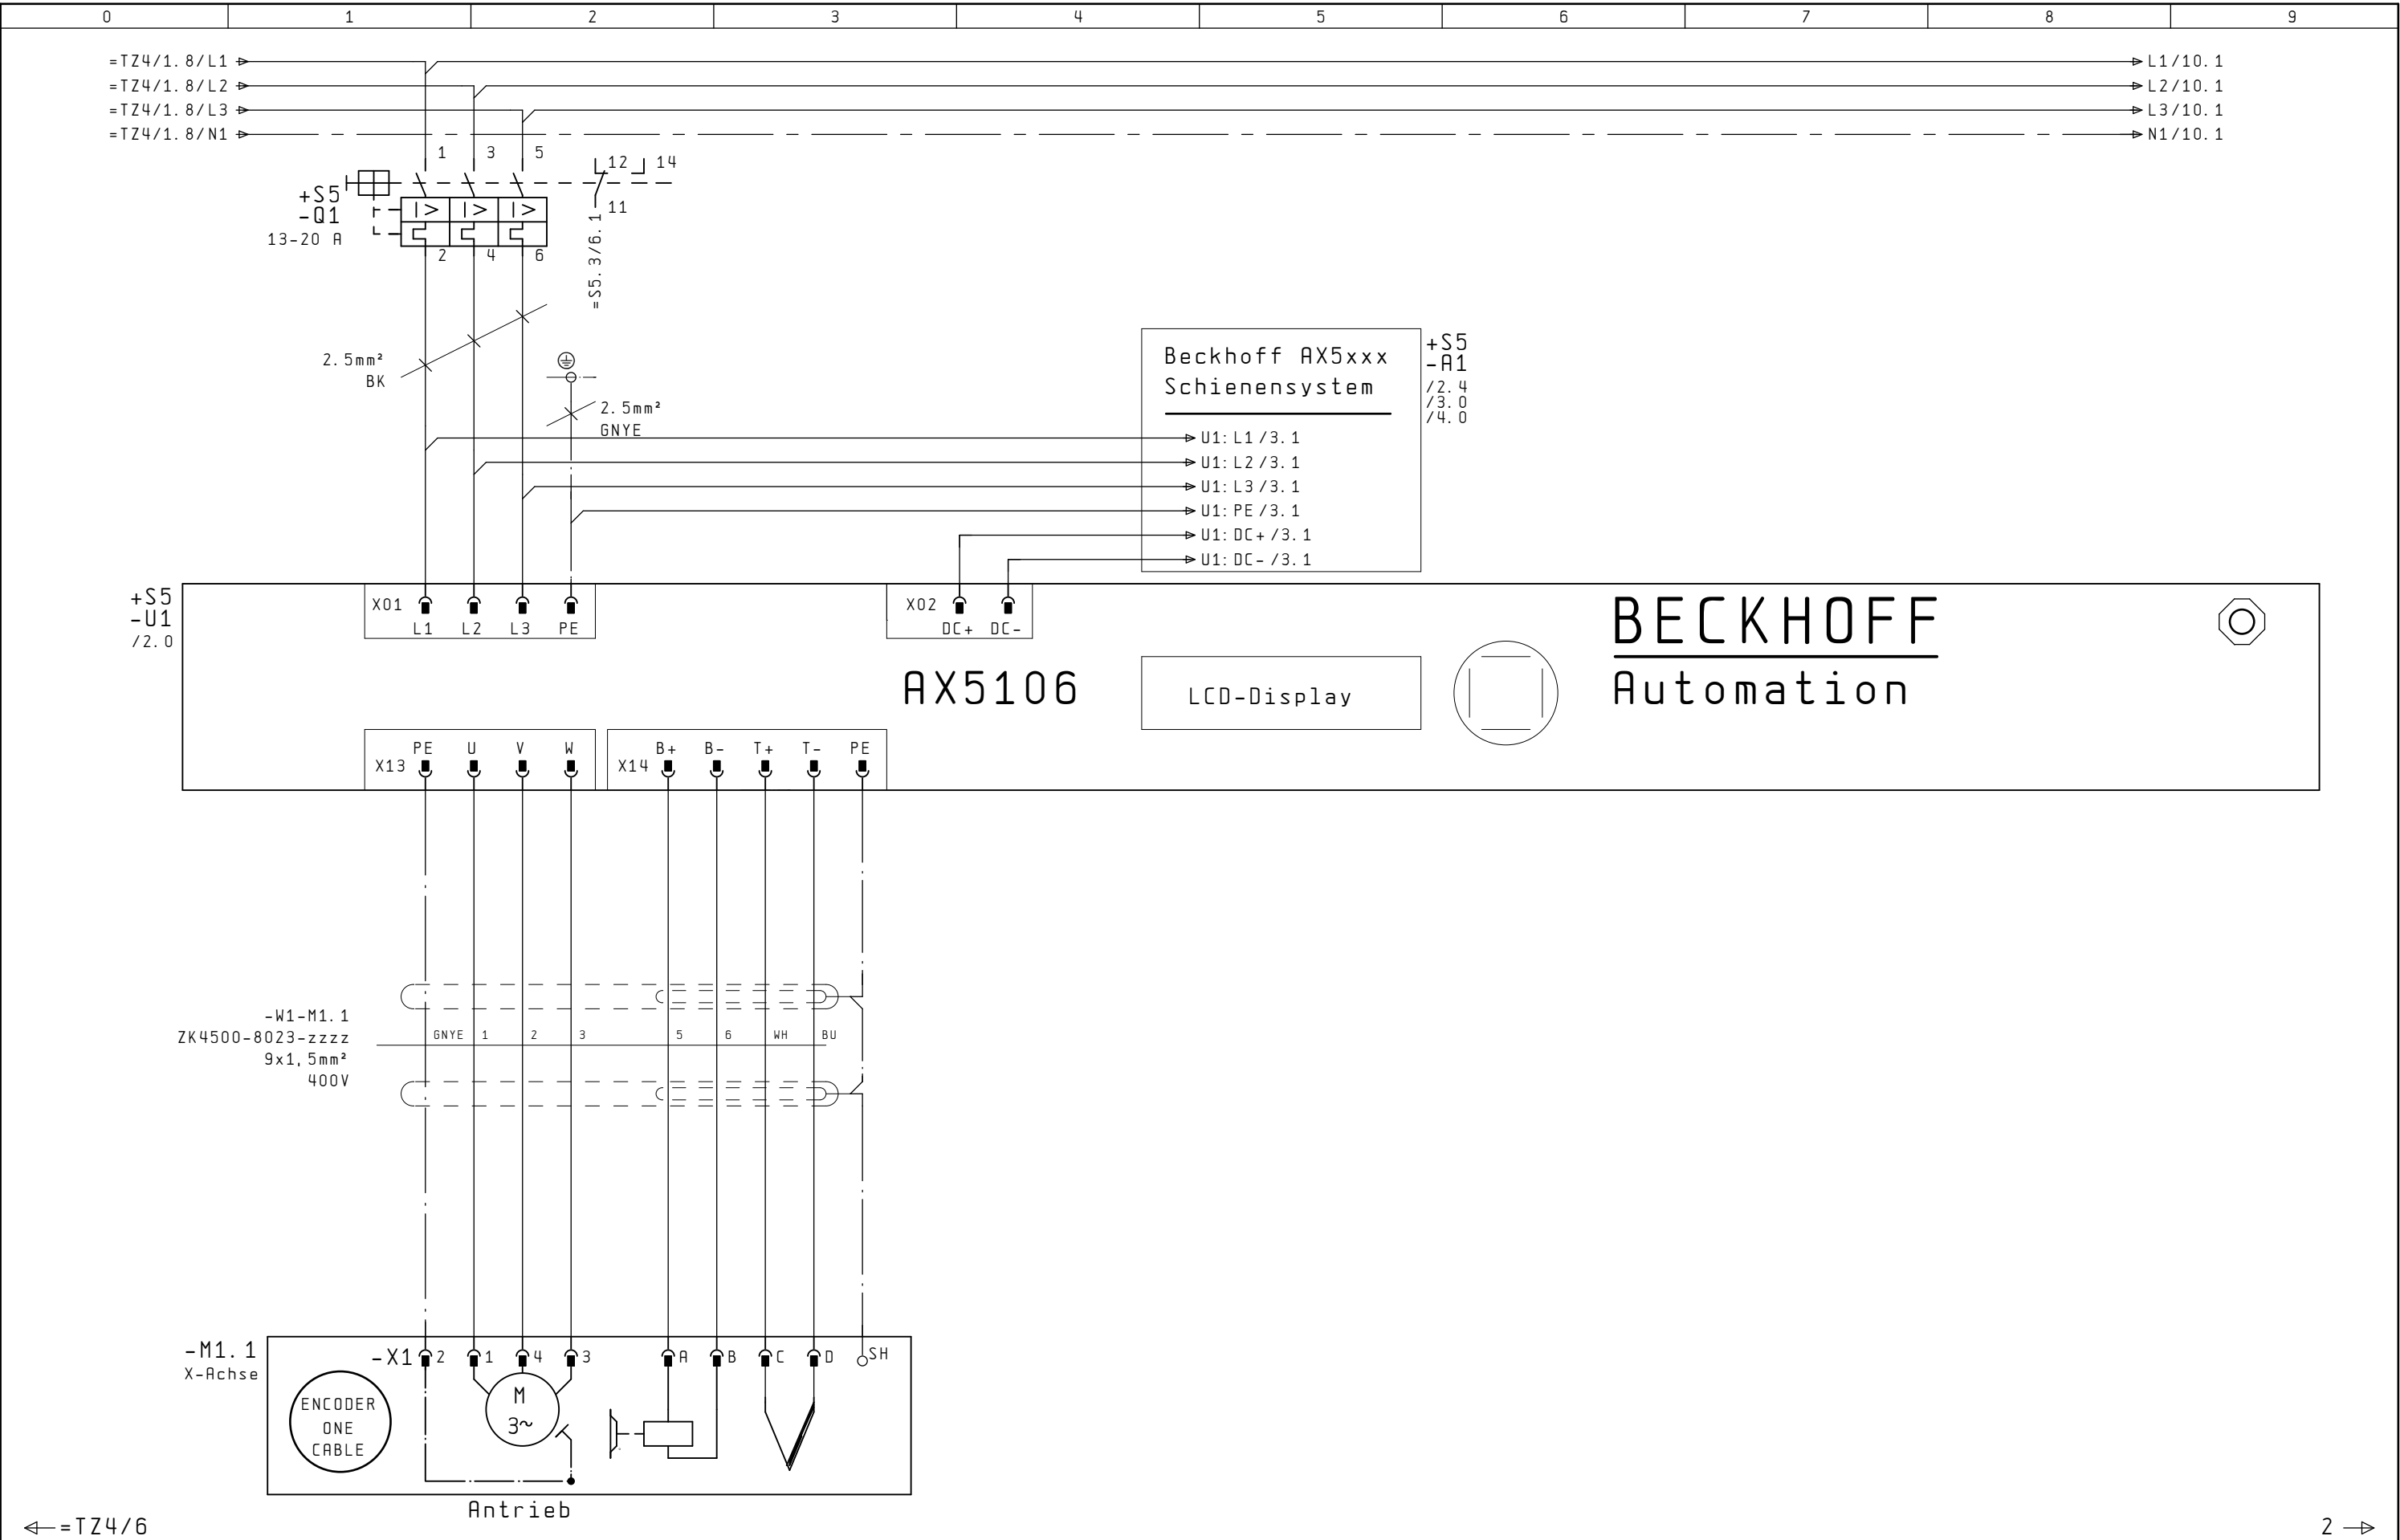 0 1 2 3 4 5 6 7 8 9
=TZ4/1.8/L1 L1/10.1
=TZ4/1.8/L2 L2/10.1
=TZ4/1.8/L3 L3/10.1
=TZ4/1.8/N1 N1/10.1
1 3 5 12 14
+S5
-Q1
13-20 A
I> I> I>
11
2 4 6
=S5.3/6.1
2.5mm²
BK
2.5mm²
GNYE
Beckhoff AX5xxx
Schienensystem
+S5
-A1
/2.4
/3.0
/4.0
U1:L1/3.1
U1:L2/3.1
U1:L3/3.1
U1:PE/3.1
U1:DC+/3.1
U1:DC-/3.1
+S5
-U1
/2.0
X01
L1 L2 L3 PE
X02
DC+ DC-
AX5106
LCD-Display
BECKHOFF
Automation
PE U V W
X13
B+ B- T+ T- PE
X14
-W1-M1.1
ZK4500-8023-zzzz
9x1,5mm²
400V
GNYE 1 2 3 5 6 WH BU
-M1.1
X-Achse
-X1 2 1 4 3 A B C D SH
ENCODER
ONE
CABLE
M
3~
Antrieb
=TZ4/6
2